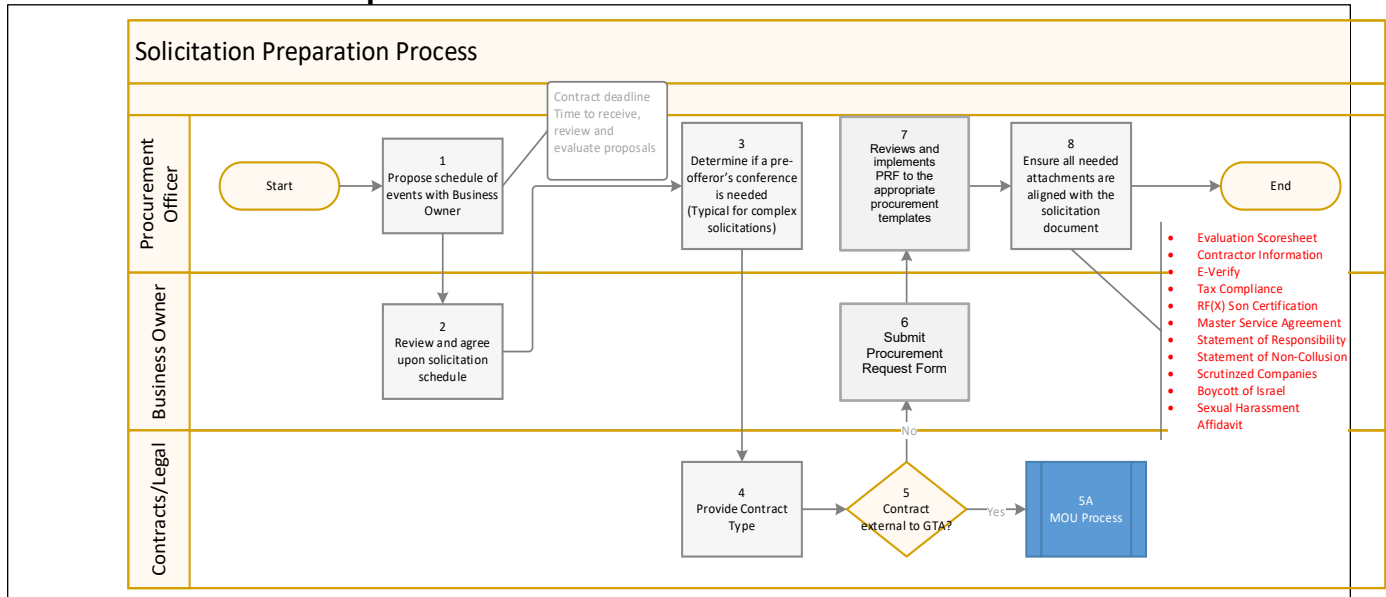 Solicitation Preparation Process
Contract deadline
Time to receive,
review and
evaluate proposals
Procurement
Officer
Start
1
Propose schedule of
events with Business
Owner
3
Determine if a pre-
offeror's conference
is needed
(Typical for complex
solicitations)
7
Reviews and
implements
PRF to the
appropriate
procurement
templates
8
Ensure all needed
attachments are
aligned with the
solicitation
document
End
• Evaluation Scoresheet
• Contractor Information
• E-Verify
• Tax Compliance
• RF(X) Son Certification
• Master Service Agreement
• Statement of Responsibility
• Statement of Non-Collusion
• Scrutinzed Companies
• Boycott of Israel
• Sexual Harassment
Affidavit
Business Owner
2
Review and agree
upon solicitation
schedule
6
Submit
Procurement
Request Form
No
Contracts/Legal
4
Provide Contract
Type
5
Contract
external to GTA?
Yes
5A
MOU Process